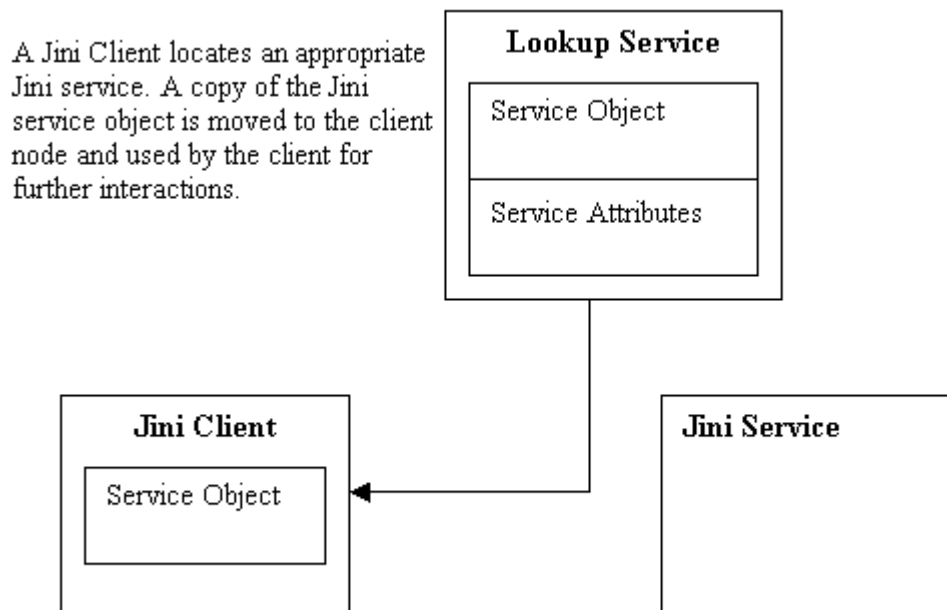 A Jini Client locates an appropriate
Jini service. A copy of the Jini
service object is moved to the client
node and used by the client for
further interactions.
Lookup Service
Service Object
Service Attributes
Jini Client
Service Object
Jini Service